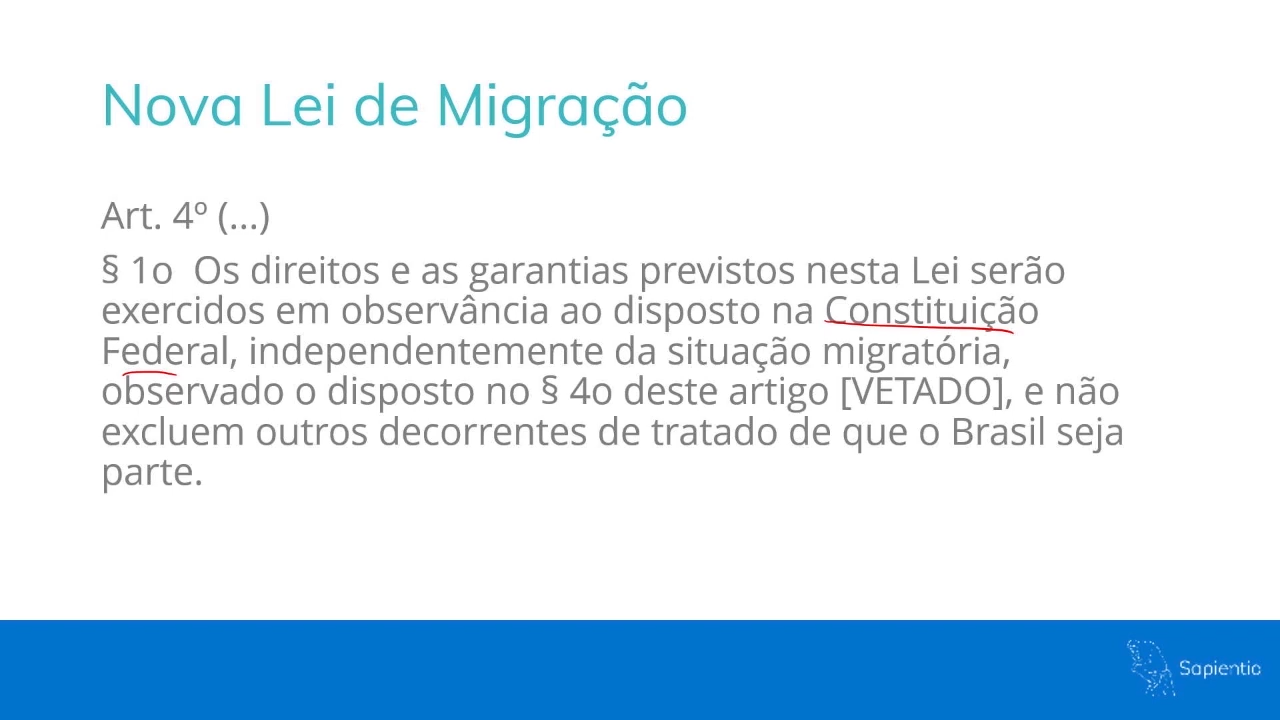 Nova Lei de Migração
Art. 4º (...)
§ 1o  Os direitos e as garantias previstos nesta Lei serão
exercidos em observância ao disposto na Constituição
Federal, independentemente da situação migratória,
observado o disposto no § 4o deste artigo [VETADO], e não
excluem outros decorrentes de tratado de que o Brasil seja
parte.
Sapientia